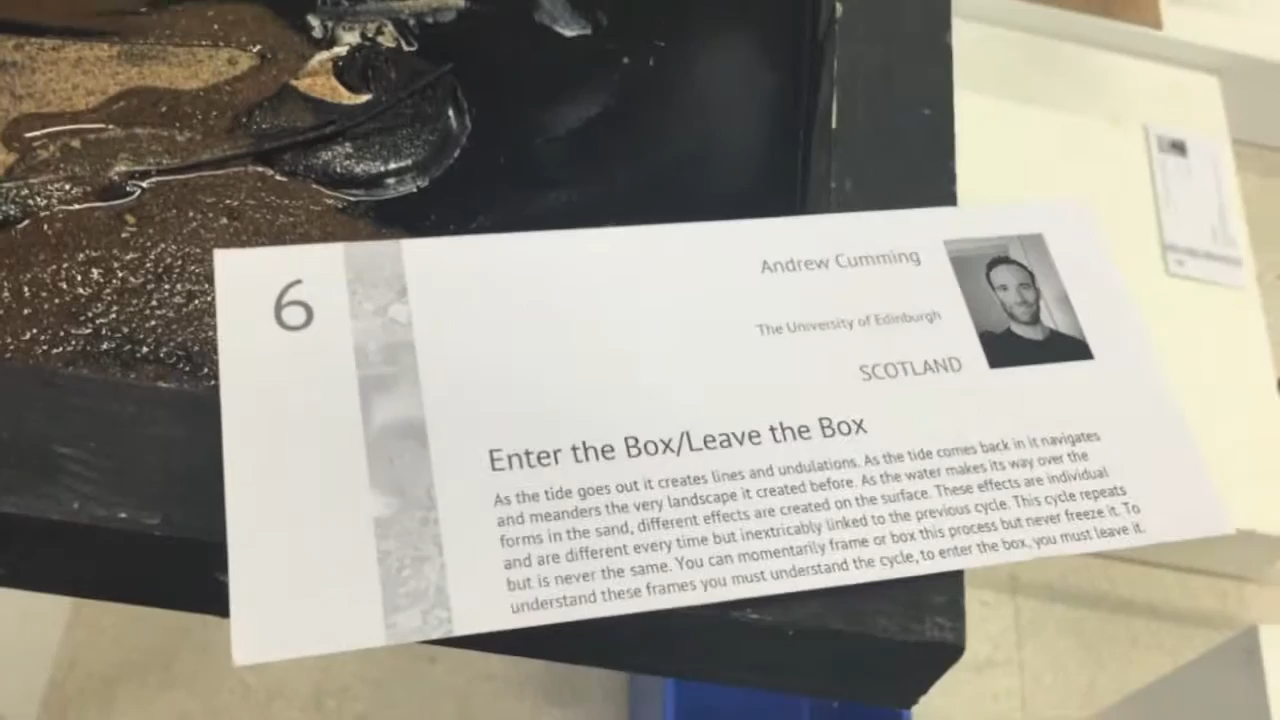 6
Andrew Cumming
The University of Edinburgh
SCOTLAND
Enter the Box/Leave the Box
As the tide goes out it creates lines and undulations. As the tide comes back in it navigates
and meanders the very landscape it created before. As the water makes its way over the
forms in the sand, different effects are created on the surface. These effects are individual
and are different every time but inextricably linked to the previous cycle. This cycle repeats
but is never the same. You can momentarily frame or box this process but never freeze it. To
understand these frames you must understand the cycle, to enter the box, you must leave it.